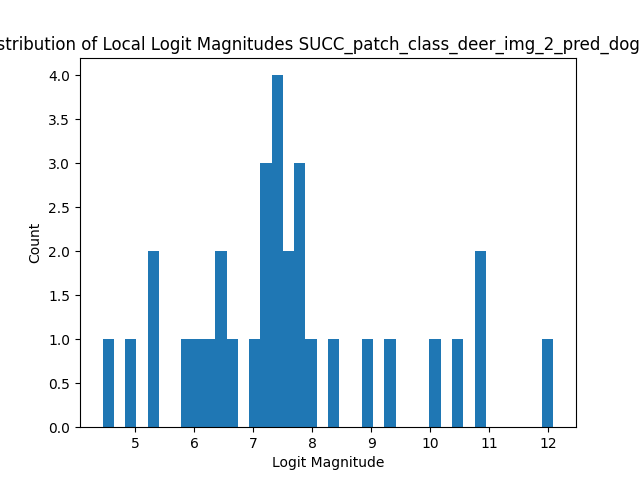 stribution of Local Logit Magnitudes SUCC_patch_class_deer_img_2_pred_dog
4.0
3.5
3.0
2.5
2.0
1.5
1.0
0.5
0.0
Count
5 6 7 8 9 10 11 12
Logit Magnitude